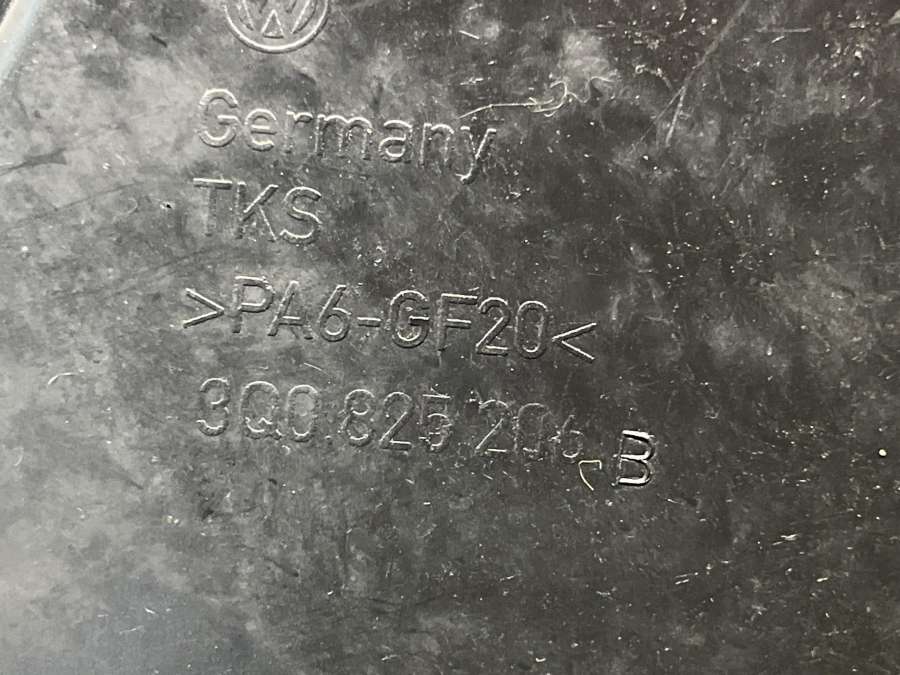 Germany
TKS
>PA6-GF20<
3Q0.825 206 B